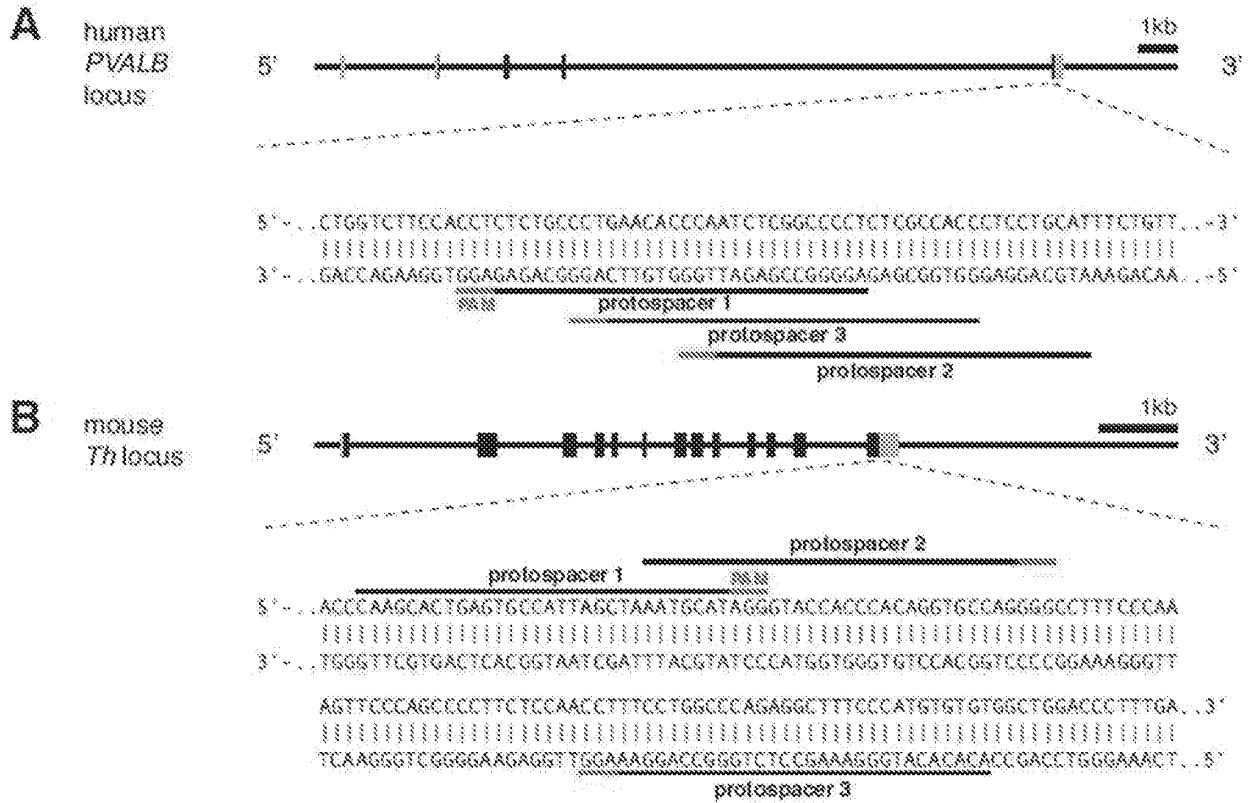 A
human
PVALB
locus
5'
1kb
3'
5'-..CTGGTCTTCCACCTCTCTGCCCTGAACACCCAATCTCGGCCCCTCTCGCCACCCTCCTGCATTTCTGTT..-3'
3'-..GACCAGAAGGTGGAGAGACGGGACTTGTGGGTTAGAGCCGGGGAGAGCGGTGGGAGGACGTAAAGACAA..-5'
PAM protospacer 1
protospacer 3
protospacer 2
B
mouse
Th locus
5'
1kb
3'
protospacer 2
protospacer 1 PAM
5'-..ACCCAAGCACTGAGTGCCATTAGCTAAATGCATAGGGTACCACCCACAGGTGCCAGGGGCCTTTCCCAA
3'-..TGGGTTCGTGACTCACGGTAATCGATTTACGTATCCCATGGTGGGTGTCCACGGTCCCCGGAAAGGGTT
AGTTCCCAGCCCCTTCTCCAACCTTTCCTGGCCCAGAGGCTTTCCCATGTGTGTGGCTGGACCCTTTGA..3'
TCAAGGGTCGGGGAAGAGGTTGGAAAGGACCGGGTCTCCGAAAGGGTACACACACCGACCTGGGAAACT..5'
protospacer 3